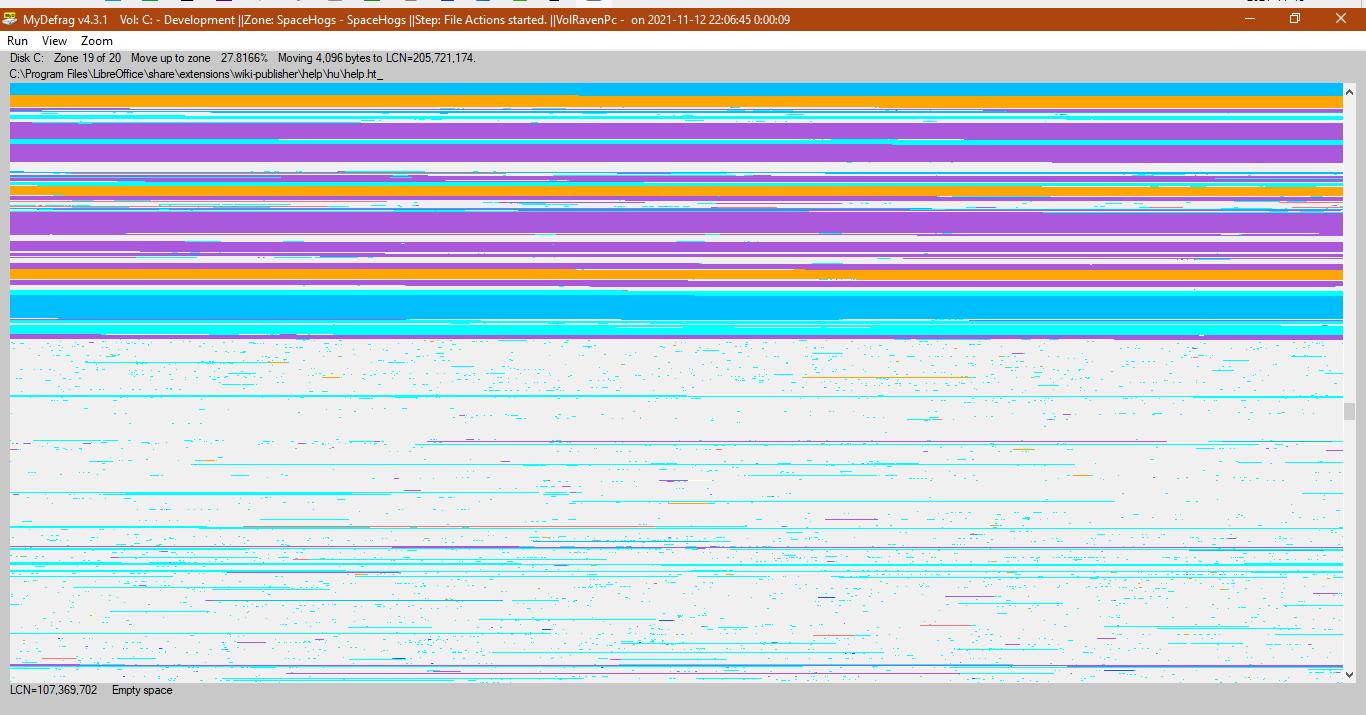 MyDefrag v4.3.1 Vol: C: - Development ||Zone: SpaceHogs - SpaceHogs ||Step: File Actions started. ||VolRavenPc - on 2021-11-12 22:06:45 0:00:09
Run View Zoom
Disk C: Zone 19 of 20 Move up to zone 27.8166% Moving 4,096 bytes to LCN=205,721,174.
C:\Program Files\LibreOffice\share\extensions\wiki-publisher\help\hu\help.ht_
LCN=107,369,702 Empty space